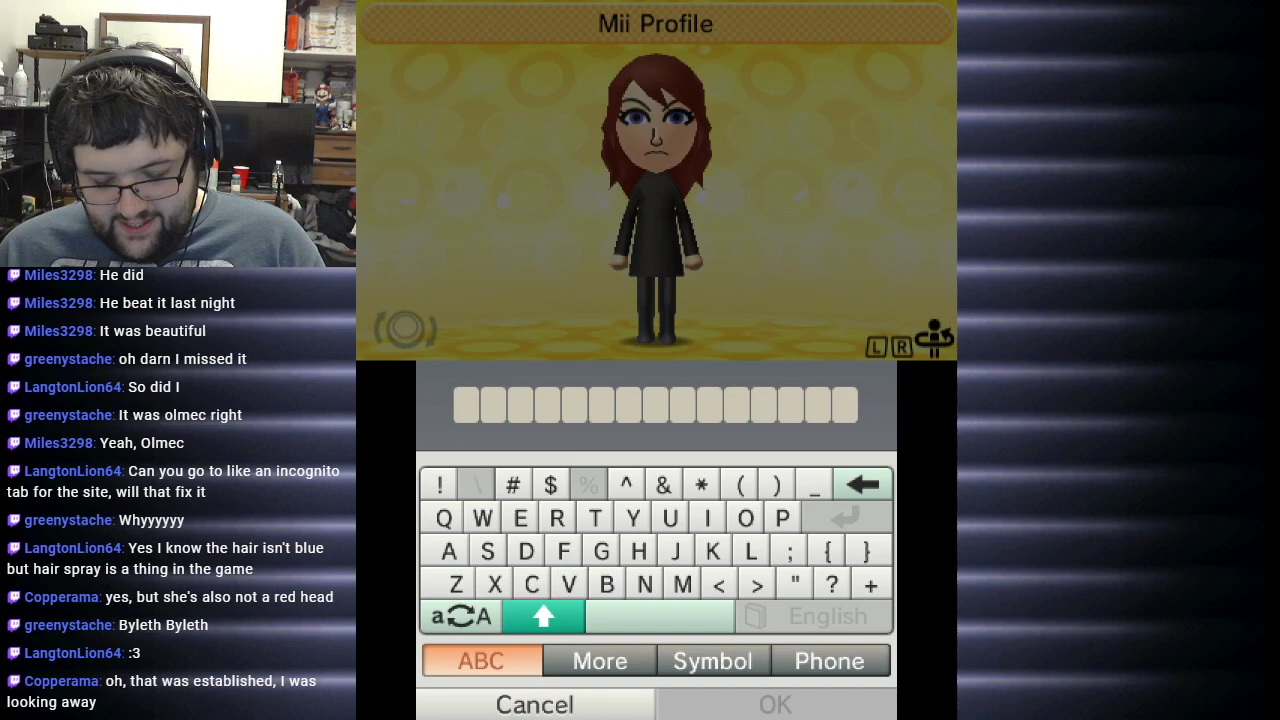 Mii Profile
L R
Miles3298: He did
Miles3298: He beat it last night
Miles3298: It was beautiful
greenystache: oh darn I missed it
LangtonLion64: So did I
greenystache: It was olmec right
Miles3298: Yeah, Olmec
LangtonLion64: Can you go to like an incognito
tab for the site, will that fix it
greenystache: Whyyyyyy
LangtonLion64: Yes I know the hair isn't blue
but hair spray is a thing in the game
Copperama: yes, but she's also not a red head
greenystache: Byleth Byleth
LangtonLion64: :3
Copperama: oh, that was established, I was
looking away
! \ # $ % ^ & * ( ) _
Q W E R T Y U I O P
A S D F G H J K L ; { }
Z X C V B N M < > " ? +
a A English
ABC More Symbol Phone
Cancel OK